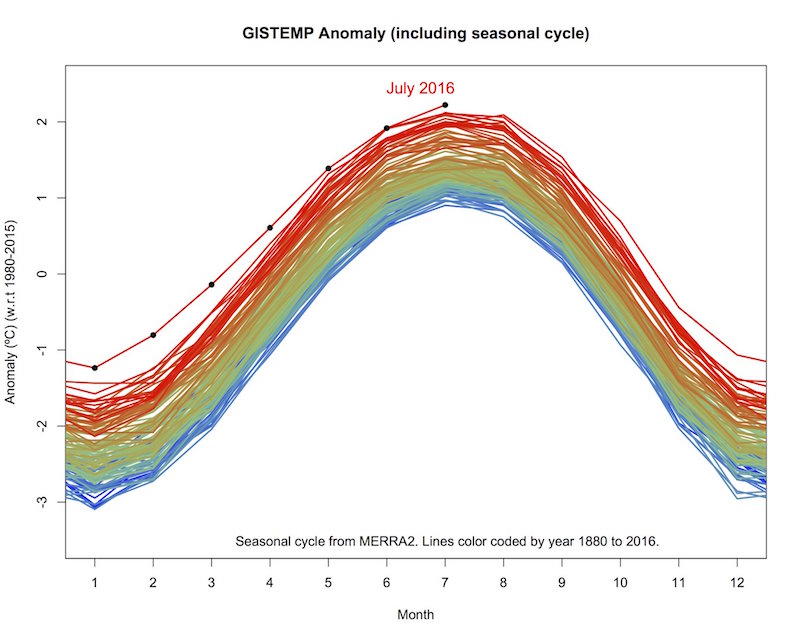 GISTEMP Anomaly (including seasonal cycle)
July 2016
2
1
0
-1
-2
-3
Anomaly (ºC) (w.r.t 1980-2015)
Seasonal cycle from MERRA2. Lines color coded by year 1880 to 2016.
1 2 3 4 5 6 7 8 9 10 11 12
Month